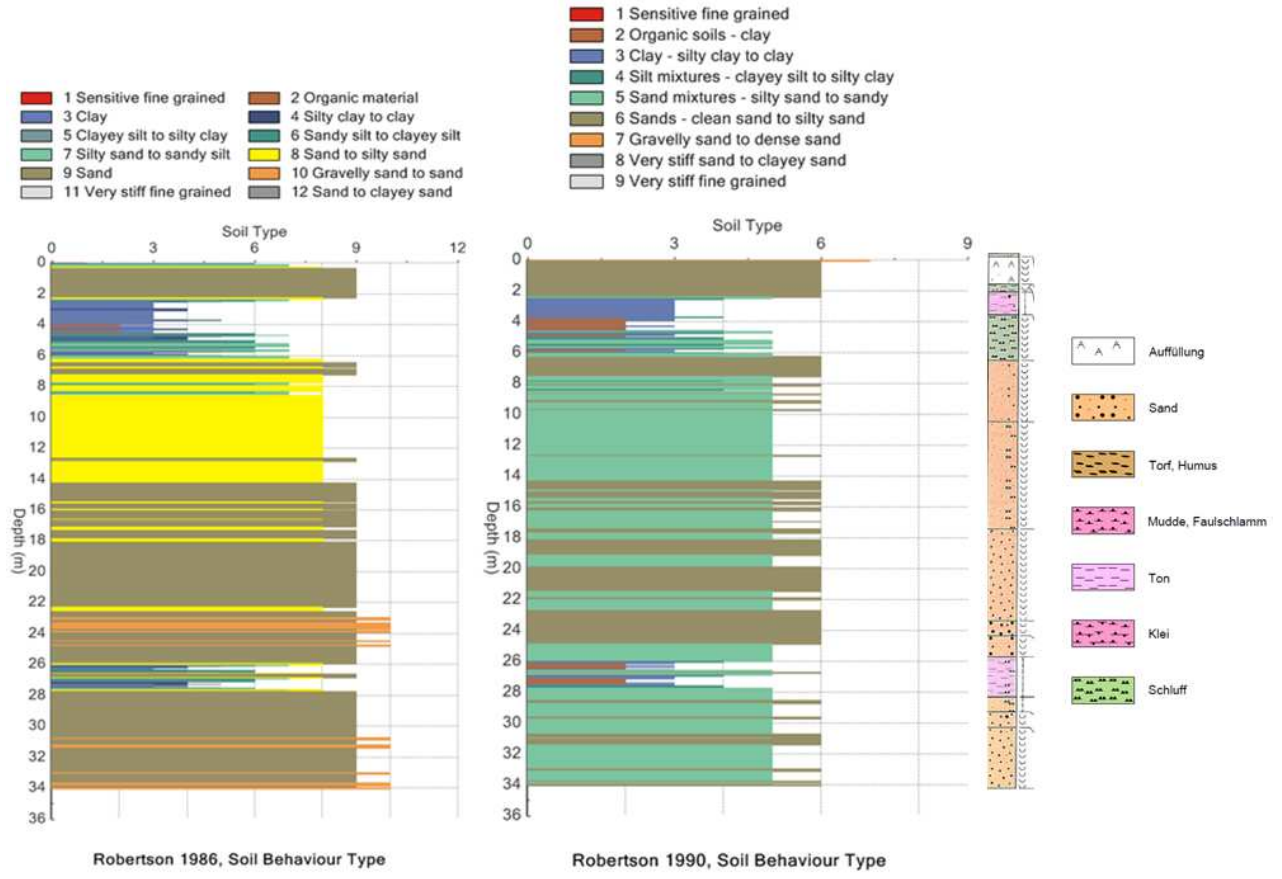 1 Sensitive fine grained
2 Organic material
3 Clay
4 Silty clay to clay
5 Clayey silt to silty clay
6 Sandy silt to clayey silt
7 Silty sand to sandy silt
8 Sand to silty sand
9 Sand
10 Gravelly sand to sand
11 Very stiff fine grained
12 Sand to clayey sand
Soil Type
0 3 6 9 12
0
2
4
6
8
10
12
14
16
18
20
22
24
26
28
30
32
34
36
Depth (m)
Robertson 1986, Soil Behaviour Type
1 Sensitive fine grained
2 Organic soils - clay
3 Clay - silty clay to clay
4 Silt mixtures - clayey silt to silty clay
5 Sand mixtures - silty sand to sandy
6 Sands - clean sand to silty sand
7 Gravelly sand to dense sand
8 Very stiff sand to clayey sand
9 Very stiff fine grained
Soil Type
0 3 6 9
0
2
4
6
8
10
12
14
16
18
20
22
24
26
28
30
32
34
36
Depth (m)
Robertson 1990, Soil Behaviour Type
Auffüllung
Sand
Torf, Humus
Mudde, Faulschlamm
Ton
Klei
Schluff